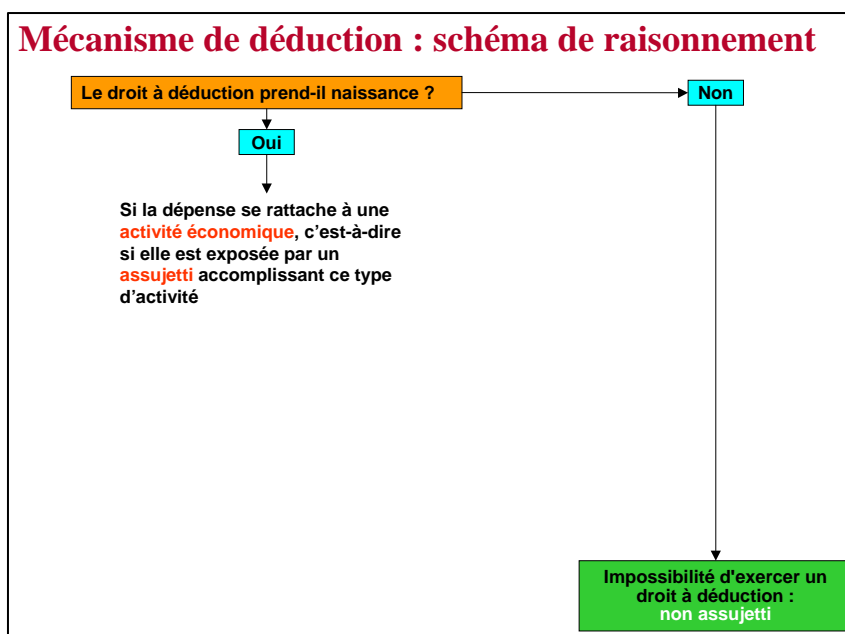 Mécanisme de déduction : schéma de raisonnement
Le droit à déduction prend-il naissance ?
Non
Oui
Si la dépense se rattache à une
activité économique, c’est-à-dire
si elle est exposée par un
assujetti accomplissant ce type
d’activité
Impossibilité d'exercer un
droit à déduction :
non assujetti